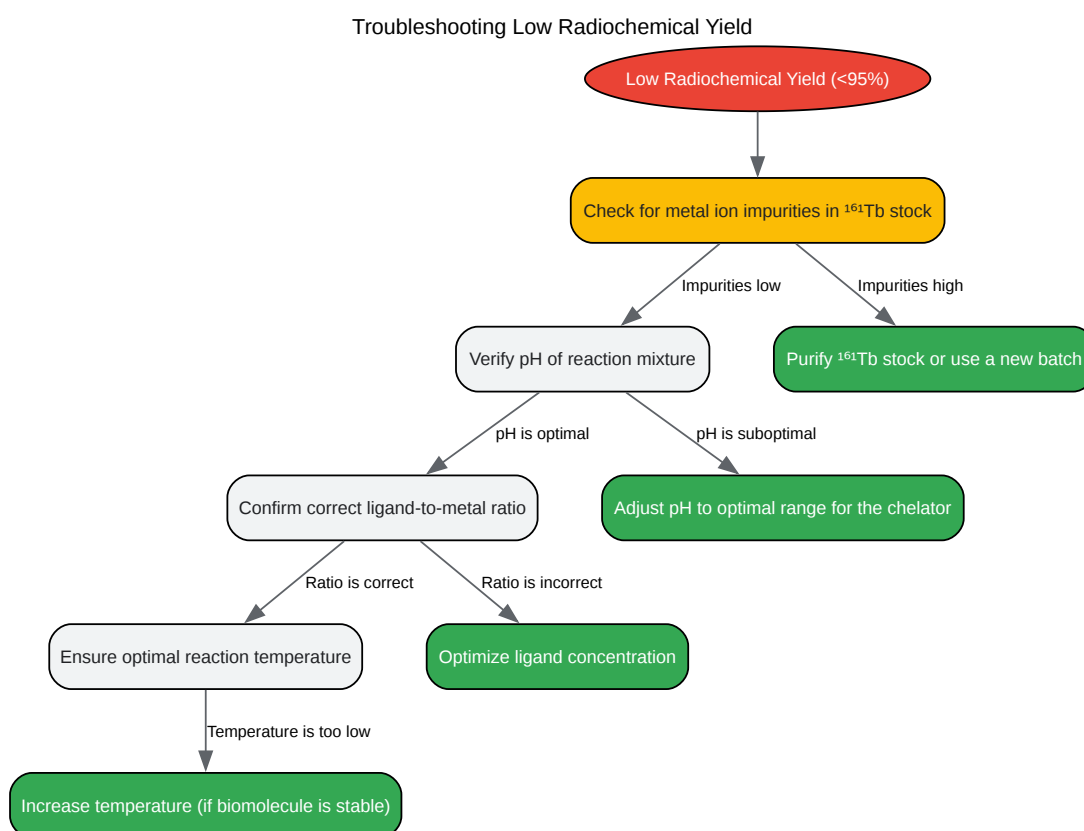 Troubleshooting Low Radiochemical Yield
Low Radiochemical Yield (<95%)
Check for metal ion impurities in ¹⁶¹Tb stock
Impurities low
Impurities high
Verify pH of reaction mixture
Purify ¹⁶¹Tb stock or use a new batch
pH is optimal
pH is suboptimal
Confirm correct ligand-to-metal ratio
Adjust pH to optimal range for the chelator
Ratio is correct
Ratio is incorrect
Ensure optimal reaction temperature
Optimize ligand concentration
Temperature is too low
Increase temperature (if biomolecule is stable)